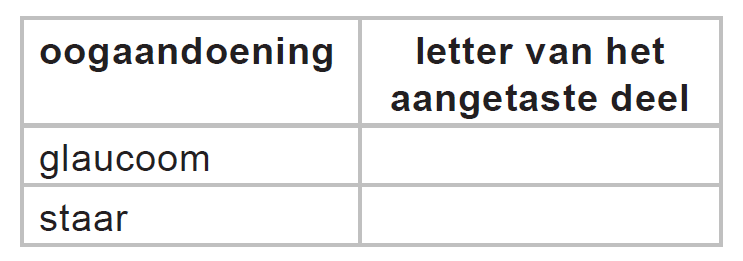 oogaandoening
letter van het
aangetaste deel
glaucoom
staar